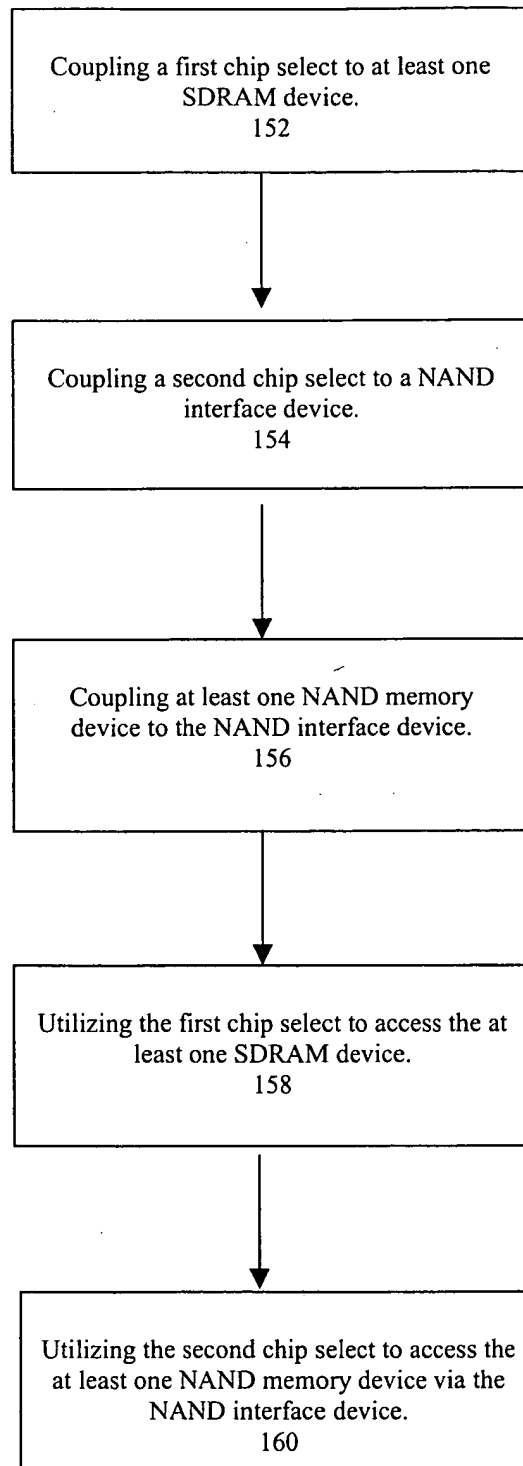 Coupling a first chip select to at least one
SDRAM device.
152
Coupling a second chip select to a NAND
interface device.
154
Coupling at least one NAND memory
device to the NAND interface device.
156
Utilizing the first chip select to access the at
least one SDRAM device.
158
Utilizing the second chip select to access the
at least one NAND memory device via the
NAND interface device.
160